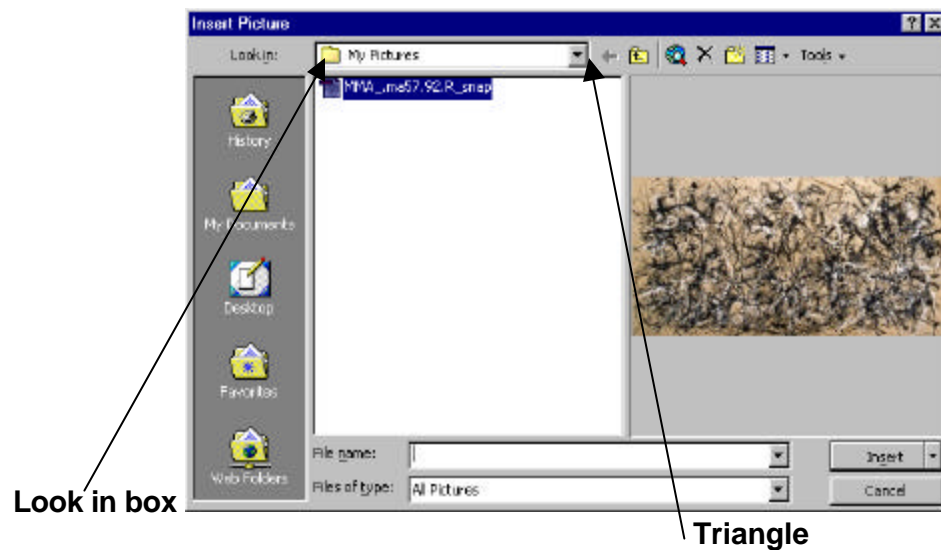 Insert Picture
Look in:
My Pictures
Tools
MMA_.ma57.92.R_snap
History
My Documents
Desktop
Favorites
Web Folders
File name:
Insert
Files of type:
All Pictures
Cancel
Look in box
Triangle